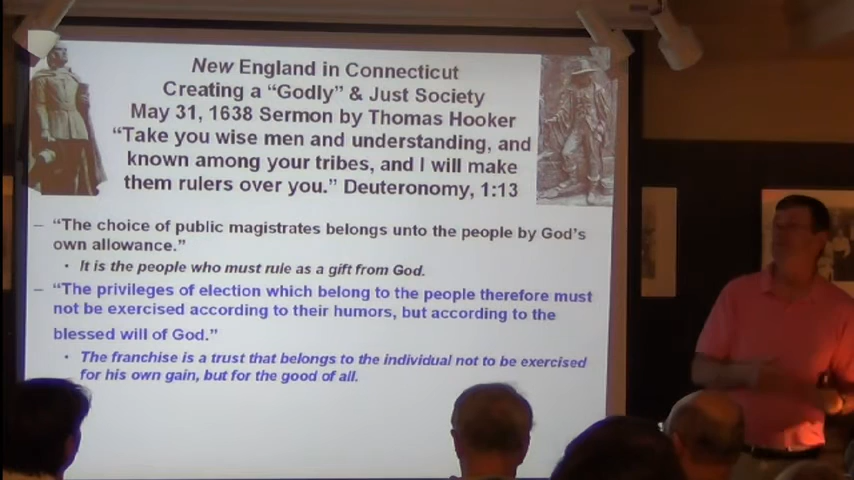 New England in Connecticut
Creating a “Godly” & Just Society
May 31, 1638 Sermon by Thomas Hooker
“Take you wise men and understanding, and
known among your tribes, and I will make
them rulers over you.” Deuteronomy, 1:13
– “The choice of public magistrates belongs unto the people by God’s
own allowance.”
• It is the people who must rule as a gift from God.
– “The privileges of election which belong to the people therefore must
not be exercised according to their humors, but according to the
blessed will of God.”
• The franchise is a trust that belongs to the individual not to be exercised
for his own gain, but for the good of all.